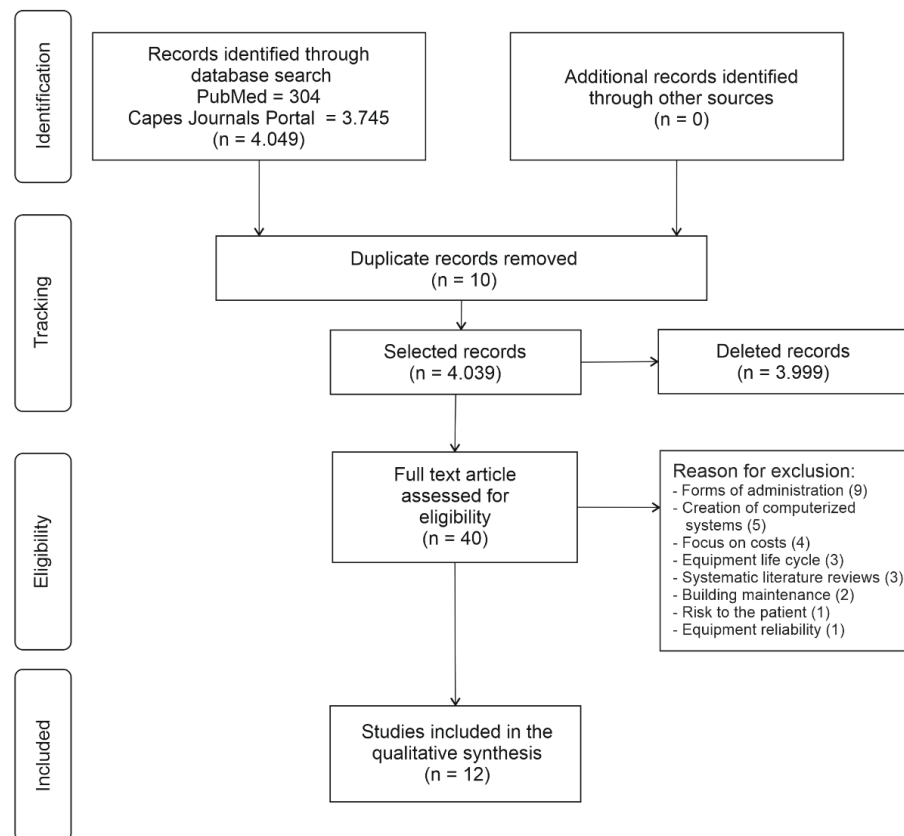 Identification
Records identified through
database search
PubMed = 304
Capes Journals Portal = 3.745
(n = 4.049)
Additional records identified
through other sources
(n = 0)
Tracking
Duplicate records removed
(n = 10)
Selected records
(n = 4.039)
Deleted records
(n = 3.999)
Eligibility
Full text article
assessed for
eligibility
(n = 40)
Reason for exclusion:
- Forms of administration (9)
- Creation of computerized
systems (5)
- Focus on costs (4)
- Equipment life cycle (3)
- Systematic literature reviews (3)
- Building maintenance (2)
- Risk to the patient (1)
- Equipment reliability (1)
Included
Studies included in the
qualitative synthesis
(n = 12)